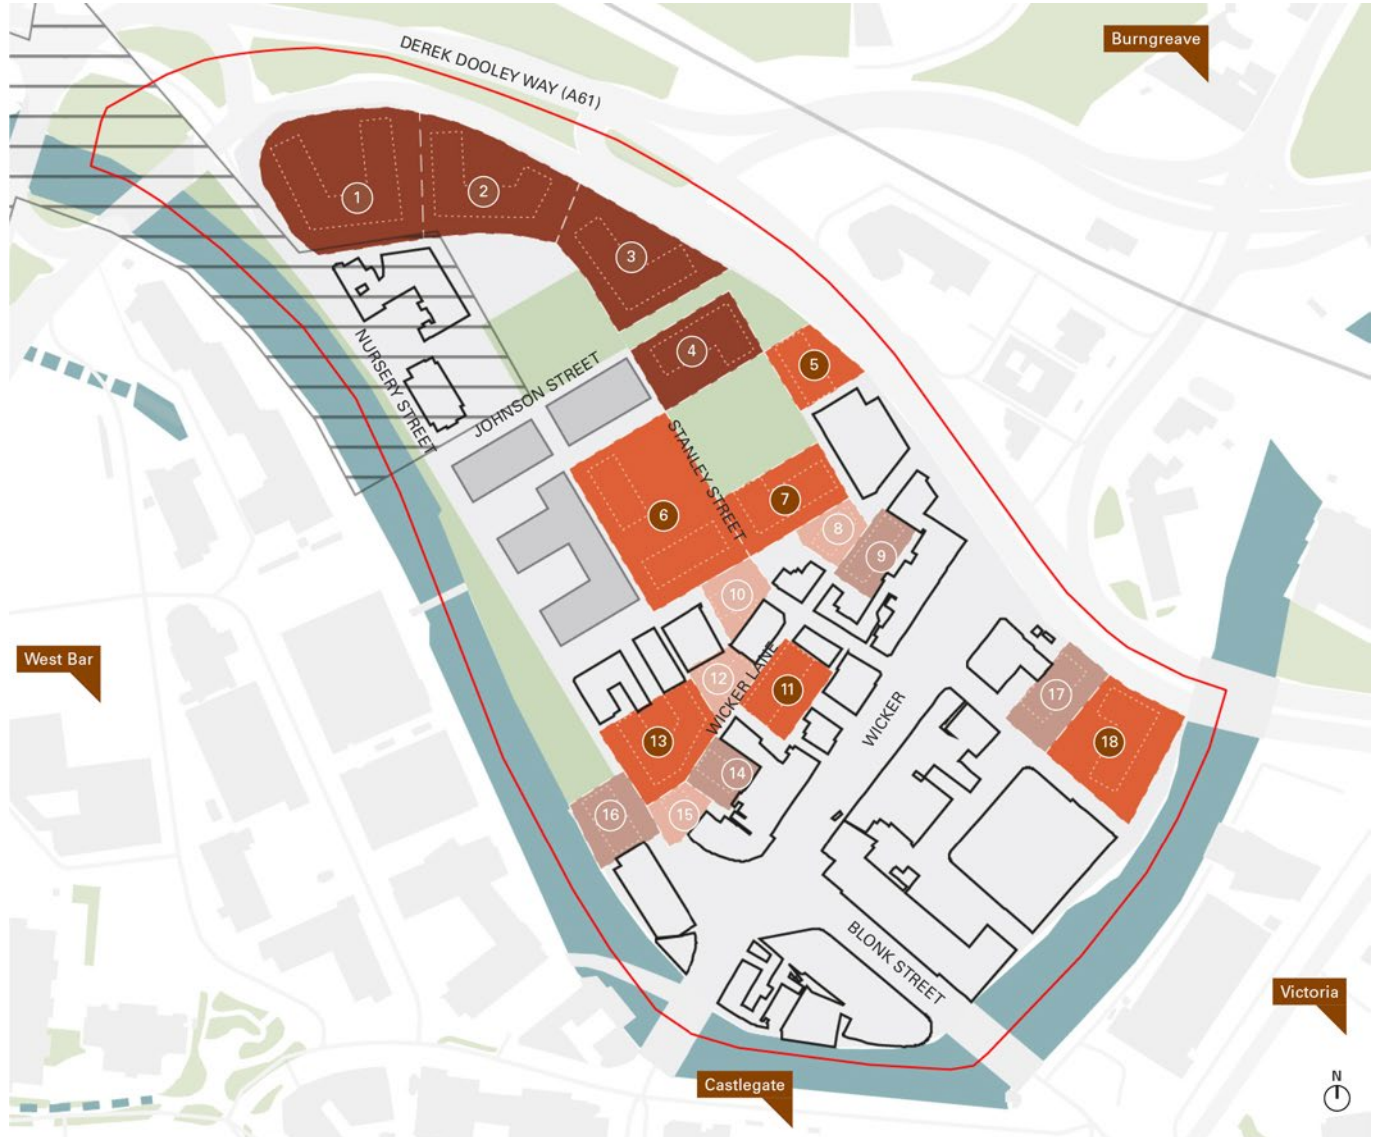 Burngreave
DEREK DOOLEY WAY (A61)
1
2
3
4
5
NURSERY STREET
JOHNSON STREET
STANLEY STREET
6
7
8
9
10
West Bar
12
11
WICKER LANE
WICKER
17
13
18
14
16
15
BLONK STREET
Victoria
Castlegate
N